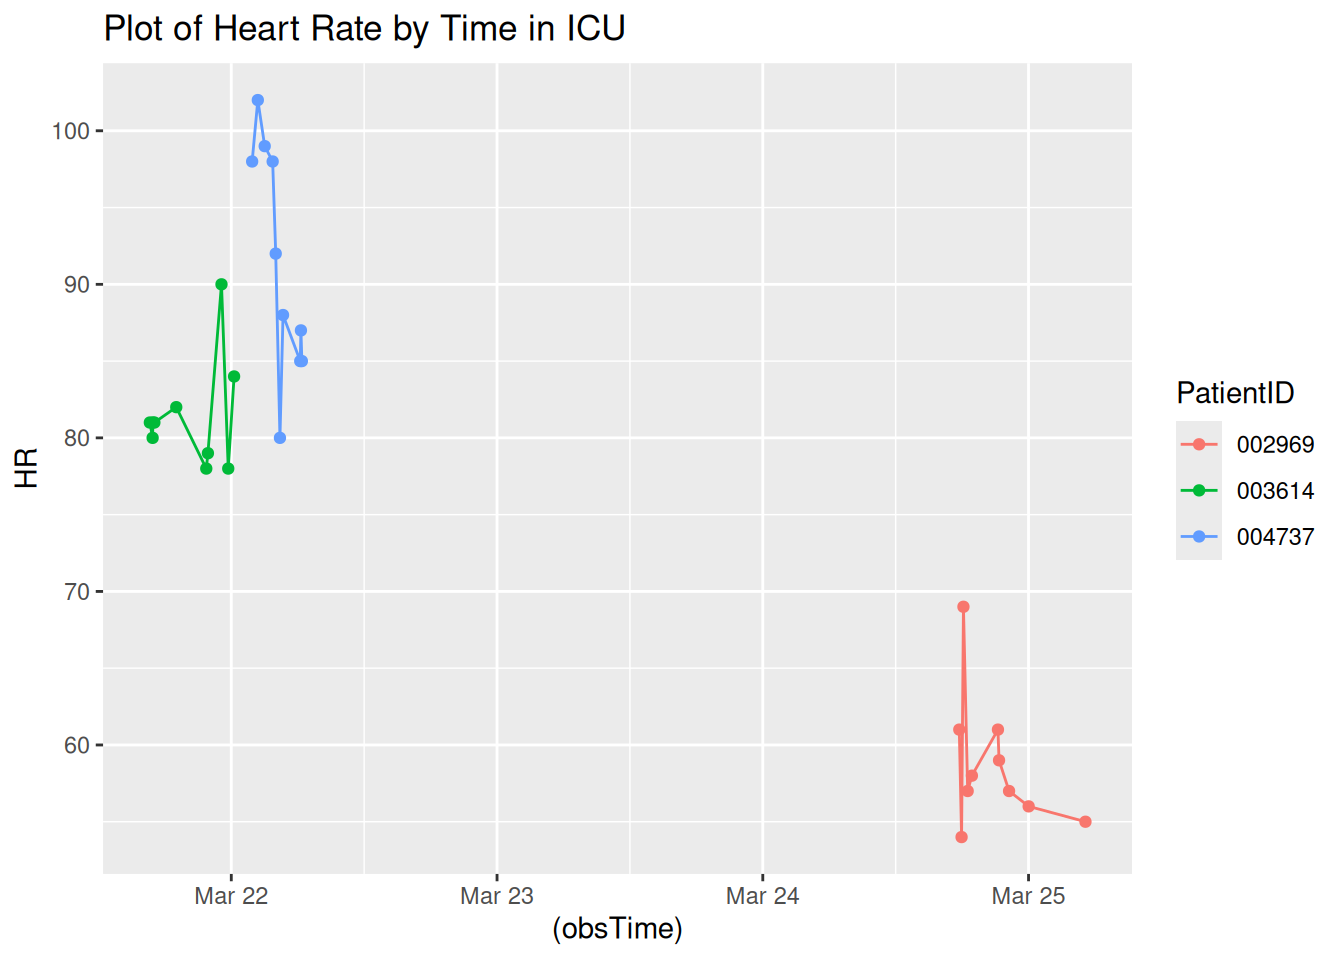 Plot of Heart Rate by Time in ICU
100
90
80
70
60
HR
Mar 22
Mar 23
Mar 24
Mar 25
(obsTime)
PatientID
002969
003614
004737